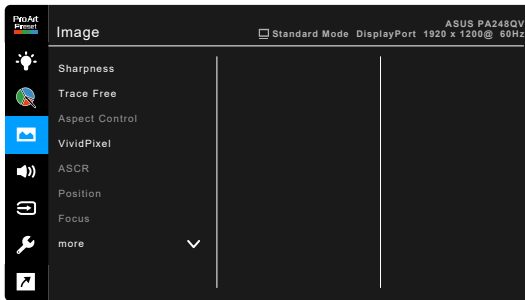 ProArt
Preset
Image
ASUS PA248QV
Standard Mode DisplayPort 1920 x 1200@ 60Hz
Sharpness
Trace Free
Aspect Control
VividPixel
ASCR
Position
Focus
more